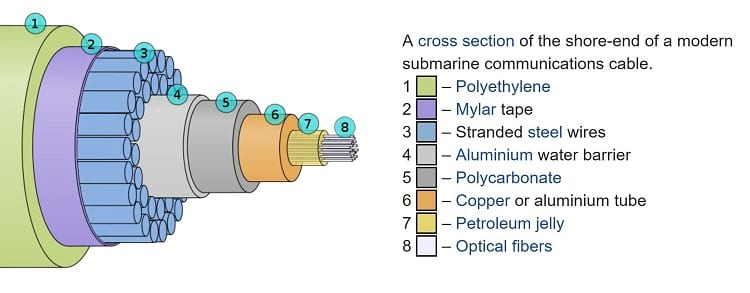 1
2
3
4
5
6
7
8
A cross section of the shore-end of a modern
submarine communications cable.
1 – Polyethylene
2 – Mylar tape
3 – Stranded steel wires
4 – Aluminium water barrier
5 – Polycarbonate
6 – Copper or aluminium tube
7 – Petroleum jelly
8 – Optical fibers